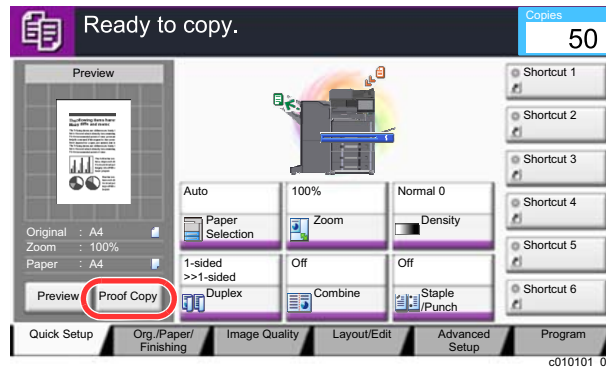 Ready to copy.
Copies
50
Preview
Original : A4
Zoom : 100%
Paper : A4
Preview
Proof Copy
Auto
Paper
Selection
100%
Zoom
Normal 0
Density
1-sided
>>1-sided
Duplex
Off
Combine
Off
Staple
/Punch
Shortcut 1
Shortcut 2
Shortcut 3
Shortcut 4
Shortcut 5
Shortcut 6
Quick Setup
Org./Paper/
Finishing
Image Quality
Layout/Edit
Advanced
Setup
Program
c010101_0